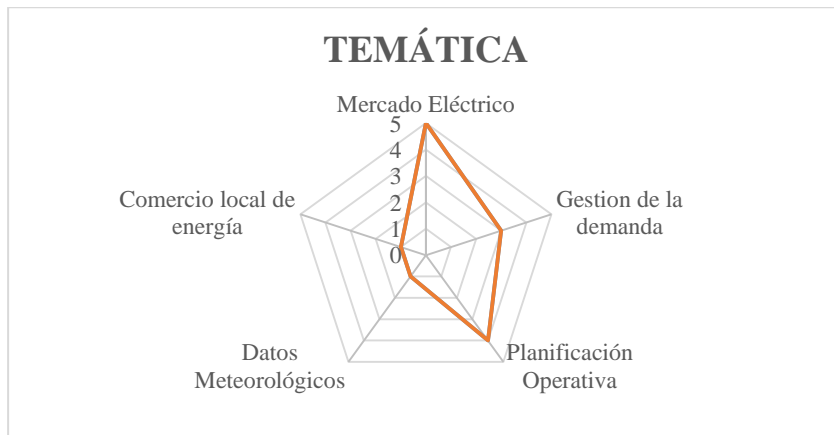 TEMÁTICA
Mercado Eléctrico
5
4
3
2
1
0
Gestion de la
demanda
Planificación
Operativa
Datos
Meteorológicos
Comercio local de
energía